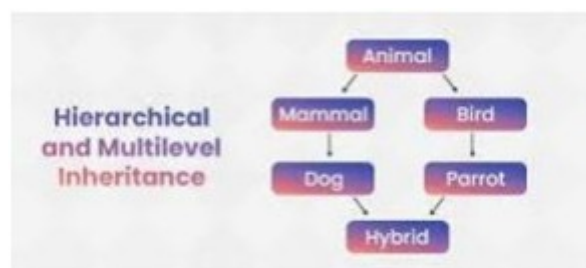 Hierarchical
and Multilevel
Inheritance
Animal
Mammal
Bird
Dog
Parrot
Hybrid